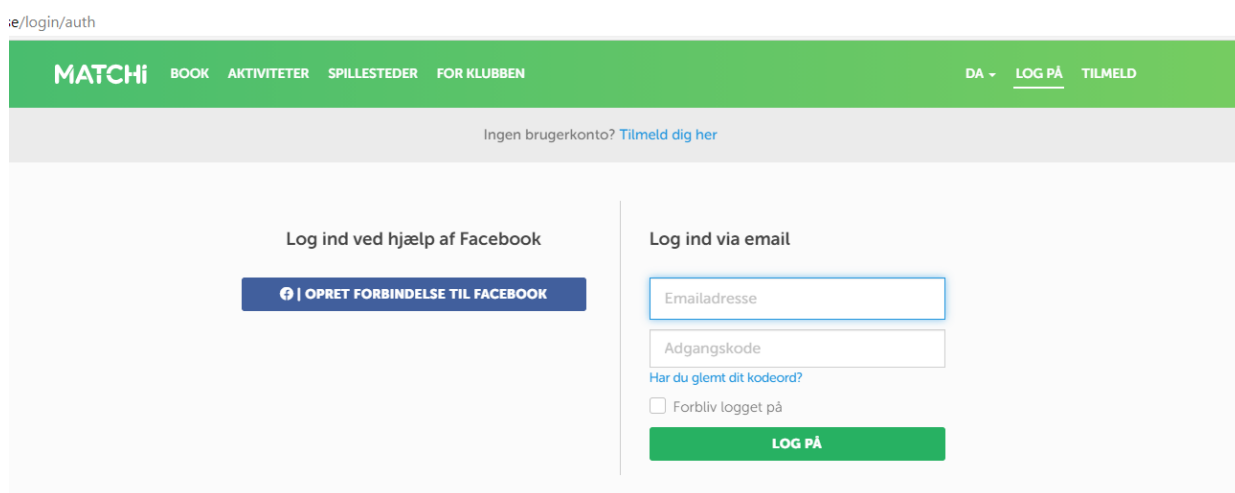 se/login/auth
MATCHi BOOK AKTIVITETER SPILLESTEDER FOR KLUBBEN DA LOG PÅ TILMELD
Ingen brugerkonto? Tilmeld dig her
Log ind ved hjælp af Facebook
| OPRET FORBINDELSE TIL FACEBOOK
Log ind via email
Emailadresse
Adgangskode
Har du glemt dit kodeord?
Forbliv logget på
LOG PÅ